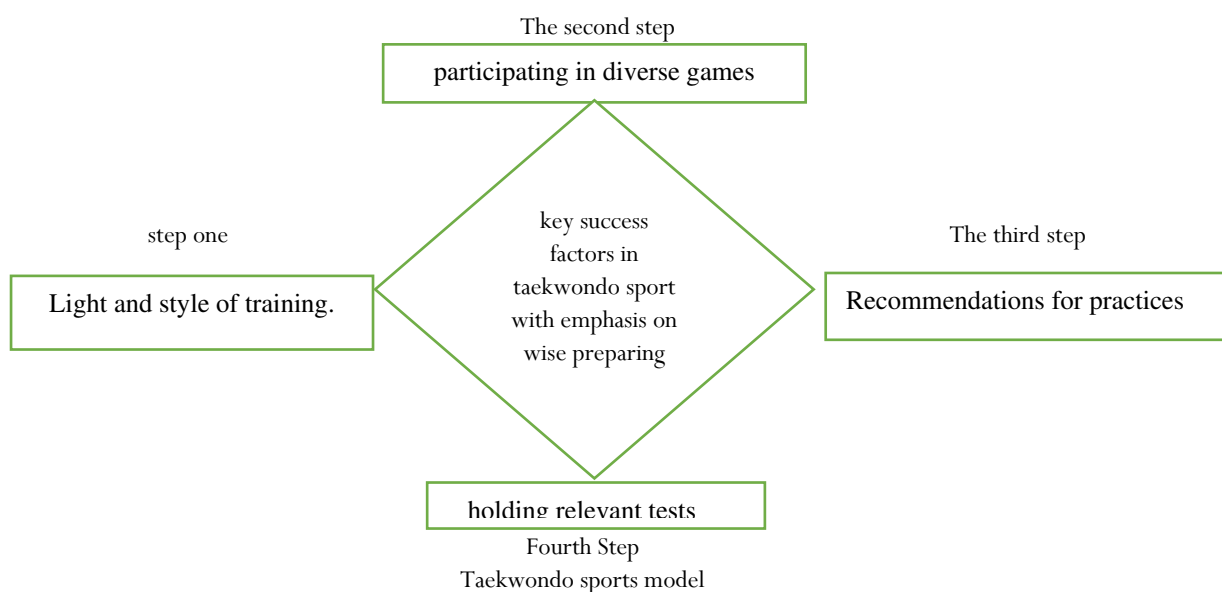 The second step
participating in diverse games
step one
Light and style of training.
key success
factors in
taekwondo sport
with emphasis on
wise preparing
The third step
Recommendations for practices
holding relevant tests
Fourth Step
Taekwondo sports model